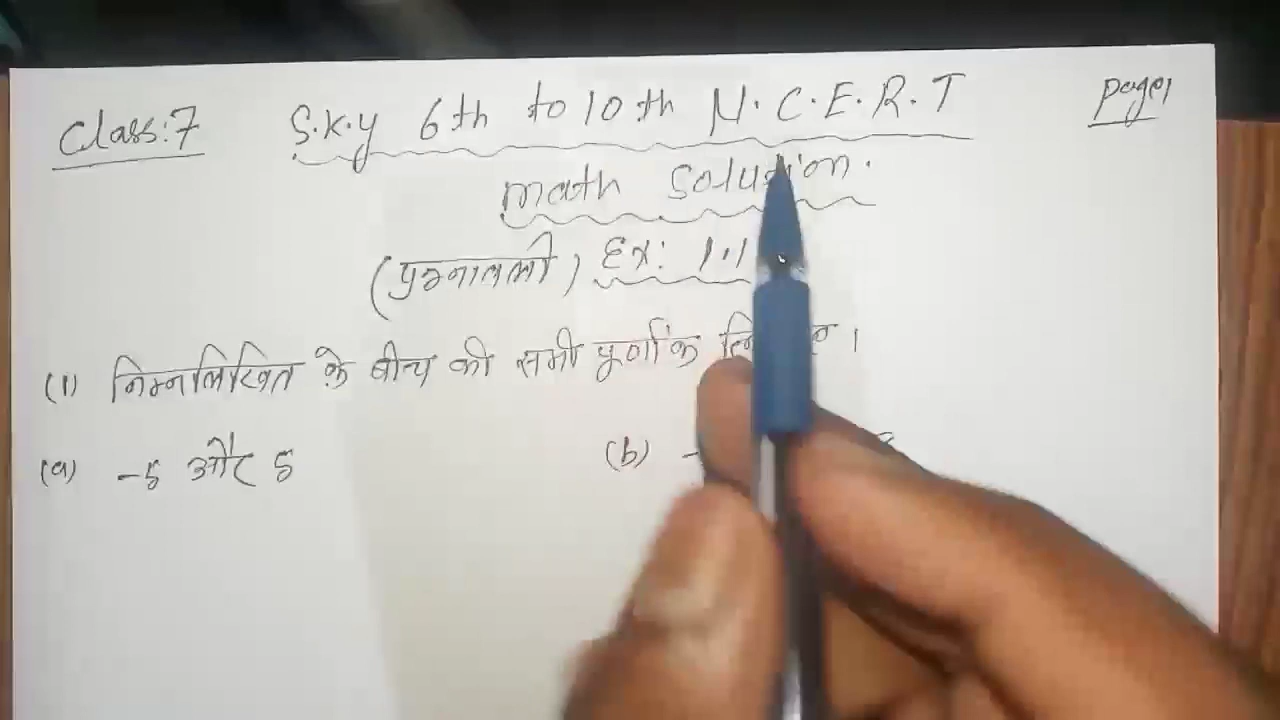 Class:7 S.K.y 6th to 10th N.C.E.R.T Page1
math Solution.
(प्रश्नावली) Ex: 1.1
(1) निम्नलिखित के बीच की सभी पूर्णांक
(a) -5 और 5 (b) -